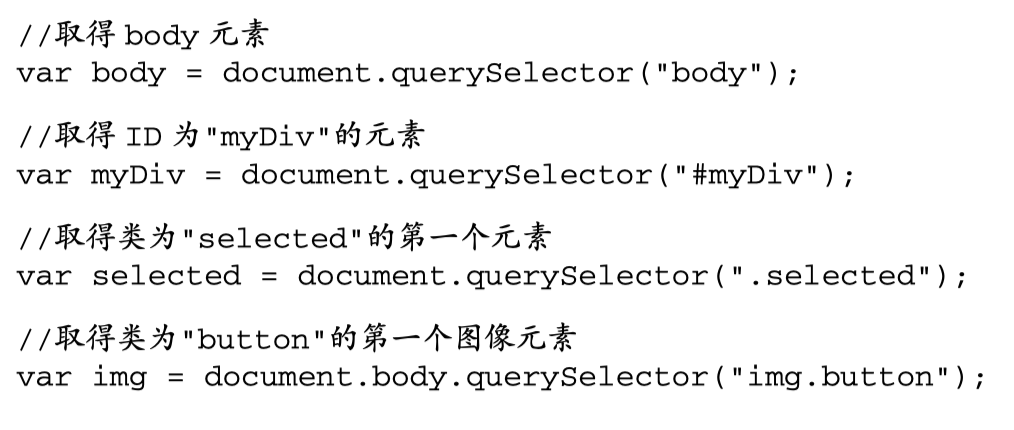 //取得 body 元素
var body = document.querySelector("body");
//取得 ID 为"myDiv"的元素
var myDiv = document.querySelector("#myDiv");
//取得类为"selected"的第一个元素
var selected = document.querySelector(".selected");
//取得类为"button"的第一个图像元素
var img = document.body.querySelector("img.button");